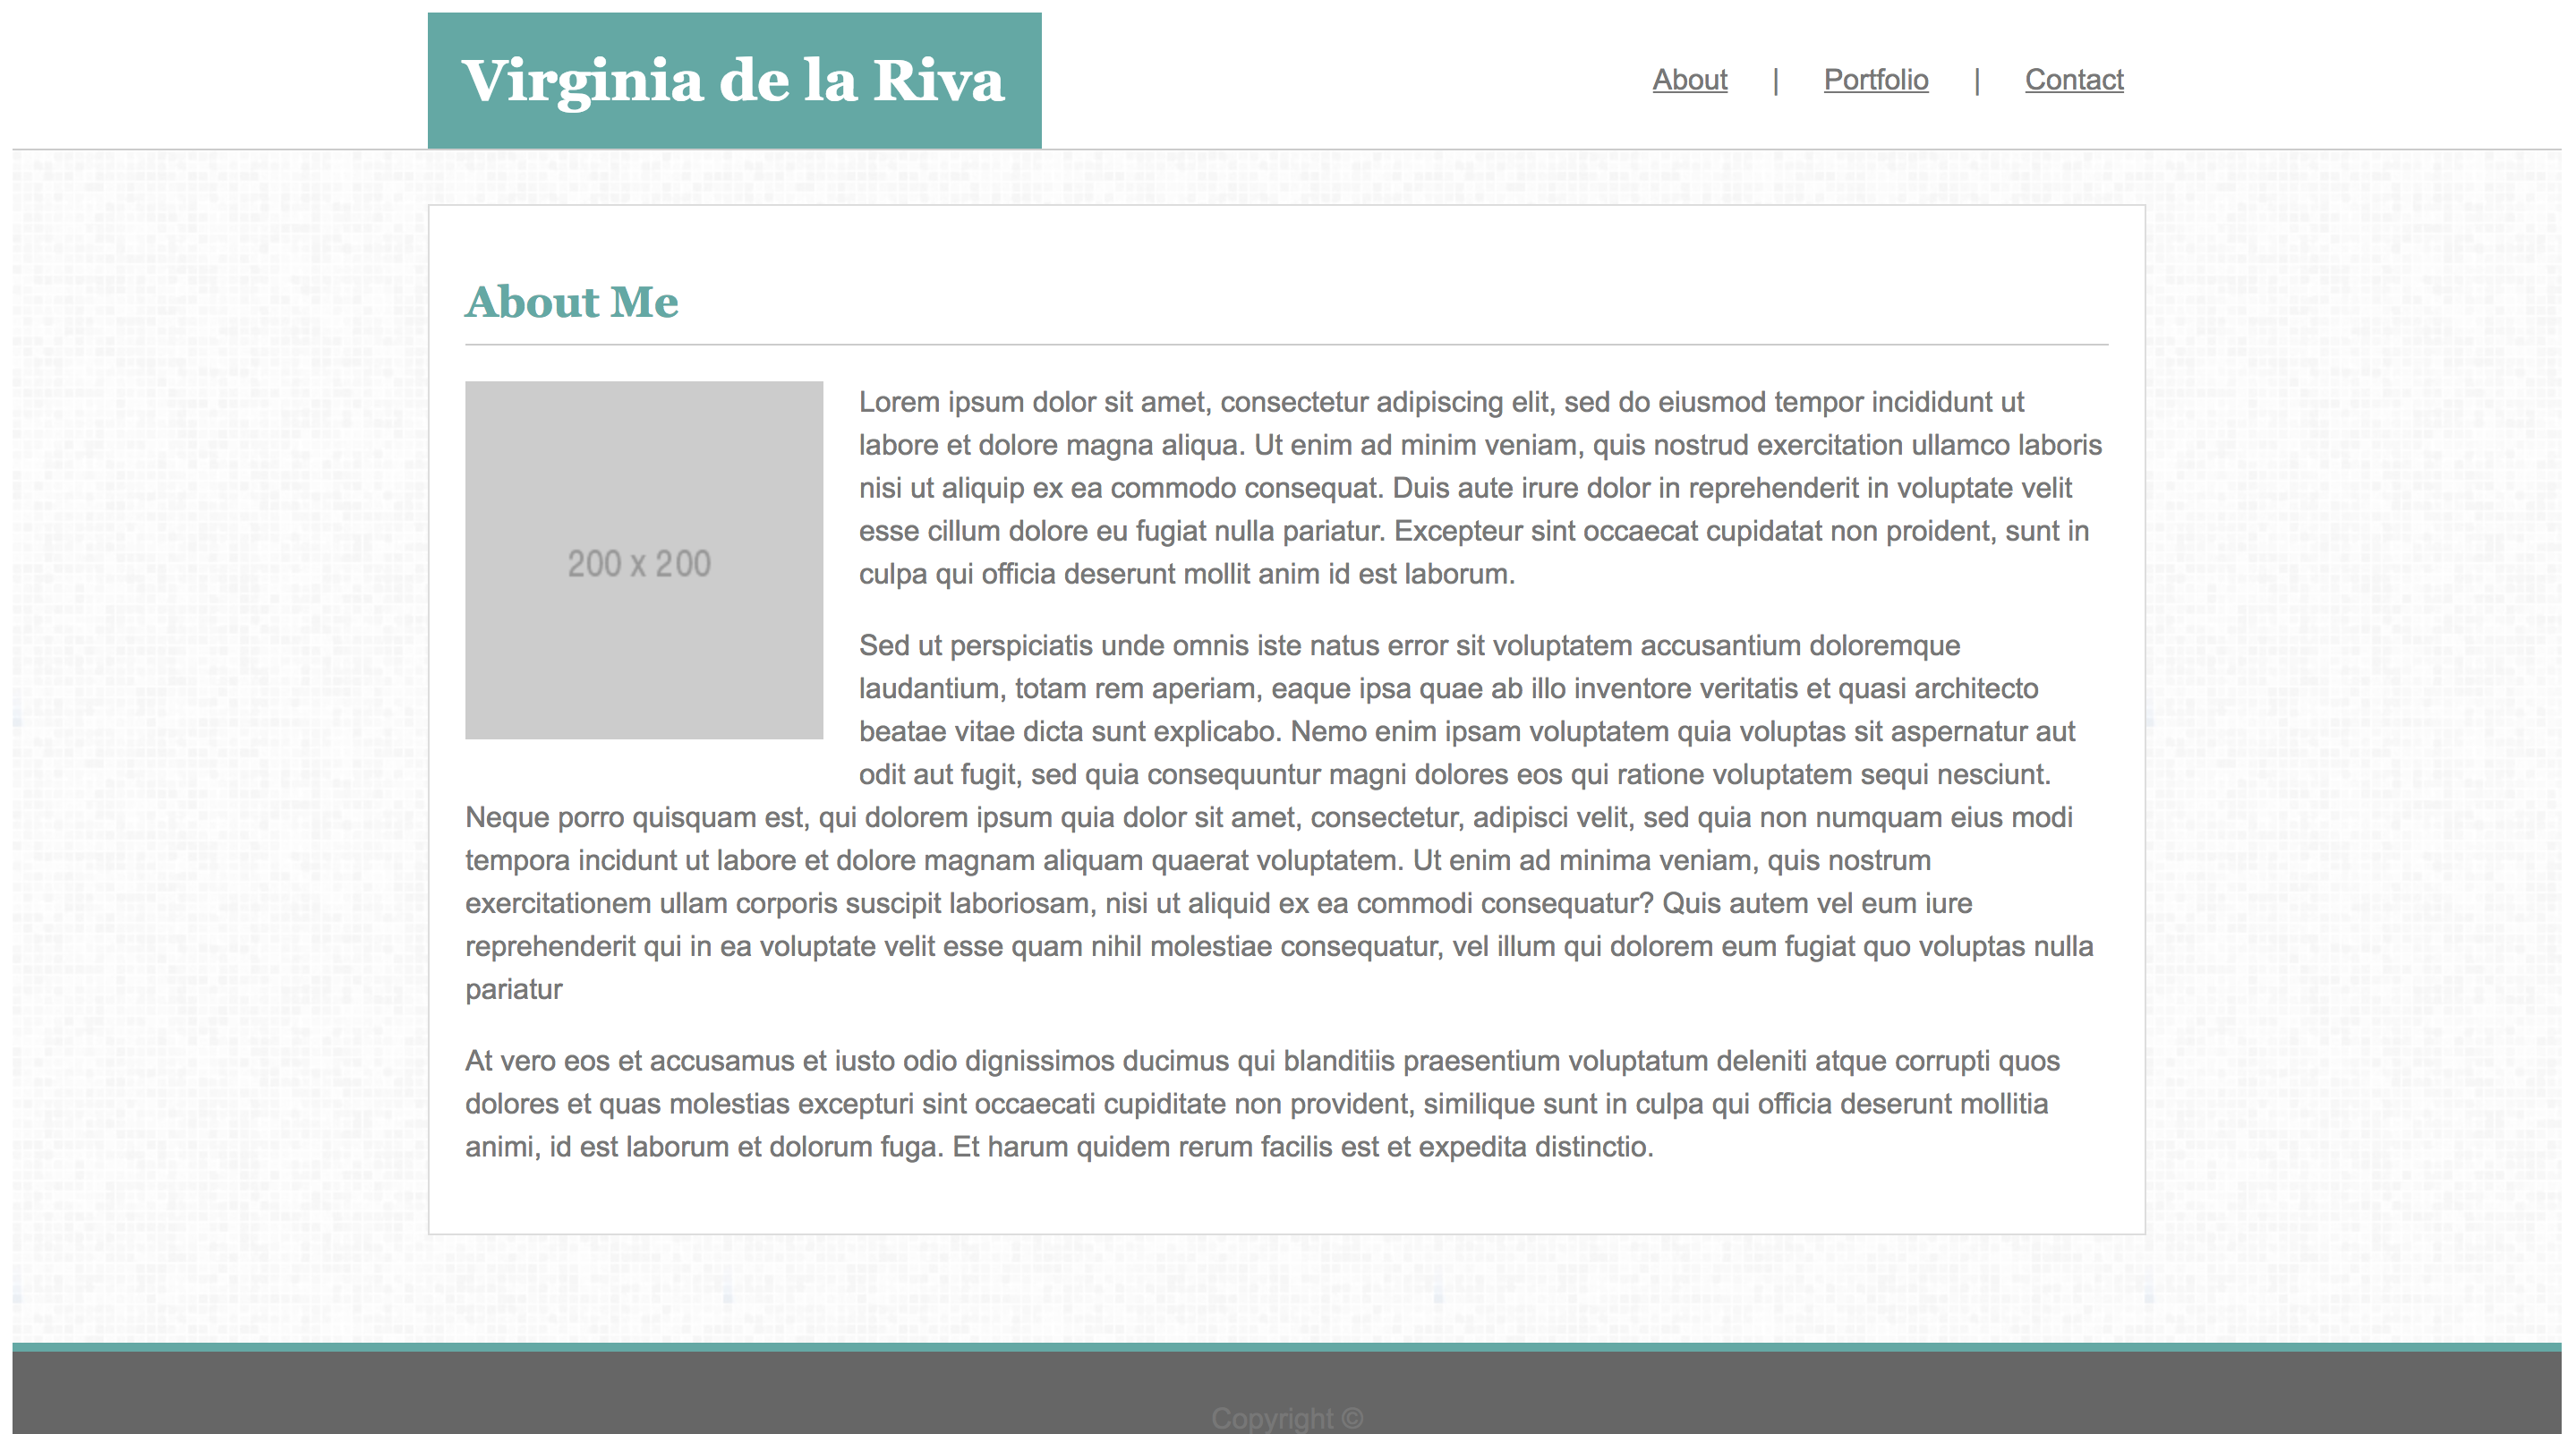 Virginia de la Riva
About | Portfolio | Contact
About Me
200 x 200
Lorem ipsum dolor sit amet, consectetur adipiscing elit, sed do eiusmod tempor incididunt ut
labore et dolore magna aliqua. Ut enim ad minim veniam, quis nostrud exercitation ullamco laboris
nisi ut aliquip ex ea commodo consequat. Duis aute irure dolor in reprehenderit in voluptate velit
esse cillum dolore eu fugiat nulla pariatur. Excepteur sint occaecat cupidatat non proident, sunt in
culpa qui officia deserunt mollit anim id est laborum.
Sed ut perspiciatis unde omnis iste natus error sit voluptatem accusantium doloremque
laudantium, totam rem aperiam, eaque ipsa quae ab illo inventore veritatis et quasi architecto
beatae vitae dicta sunt explicabo. Nemo enim ipsam voluptatem quia voluptas sit aspernatur aut
odit aut fugit, sed quia consequuntur magni dolores eos qui ratione voluptatem sequi nesciunt.
Neque porro quisquam est, qui dolorem ipsum quia dolor sit amet, consectetur, adipisci velit, sed quia non numquam eius modi
tempora incidunt ut labore et dolore magnam aliquam quaerat voluptatem. Ut enim ad minima veniam, quis nostrum
exercitationem ullam corporis suscipit laboriosam, nisi ut aliquid ex ea commodi consequatur? Quis autem vel eum iure
reprehenderit qui in ea voluptate velit esse quam nihil molestiae consequatur, vel illum qui dolorem eum fugiat quo voluptas nulla
pariatur
At vero eos et accusamus et iusto odio dignissimos ducimus qui blanditiis praesentium voluptatum deleniti atque corrupti quos
dolores et quas molestias excepturi sint occaecati cupiditate non provident, similique sunt in culpa qui officia deserunt mollitia
animi, id est laborum et dolorum fuga. Et harum quidem rerum facilis est et expedita distinctio.
Copyright ©